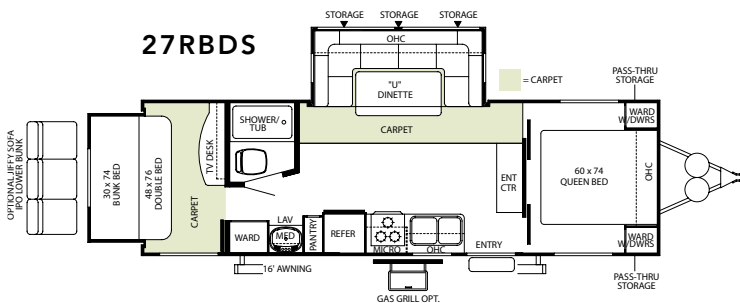 27RBDS
STORAGE
STORAGE
STORAGE
OHC
"U"
DINETTE
= CARPET
PASS-THRU
STORAGE
OPTIONAL JIFFY SOFA
IPO LOWER BUNK
30 x 74
BUNK BED
48 x 76
DOUBLE BED
CARPET
TV DESK
SHOWER/
TUB
CARPET
ENT
CTR
60 x 74
QUEEN BED
WARD
W/DWRS
OHC
WARD
W/DWRS
WARD
LAV
MED
PANTRY
REFER
MICRO
OHC
ENTRY
16' AWNING
GAS GRILL OPT.
PASS-THRU
STORAGE